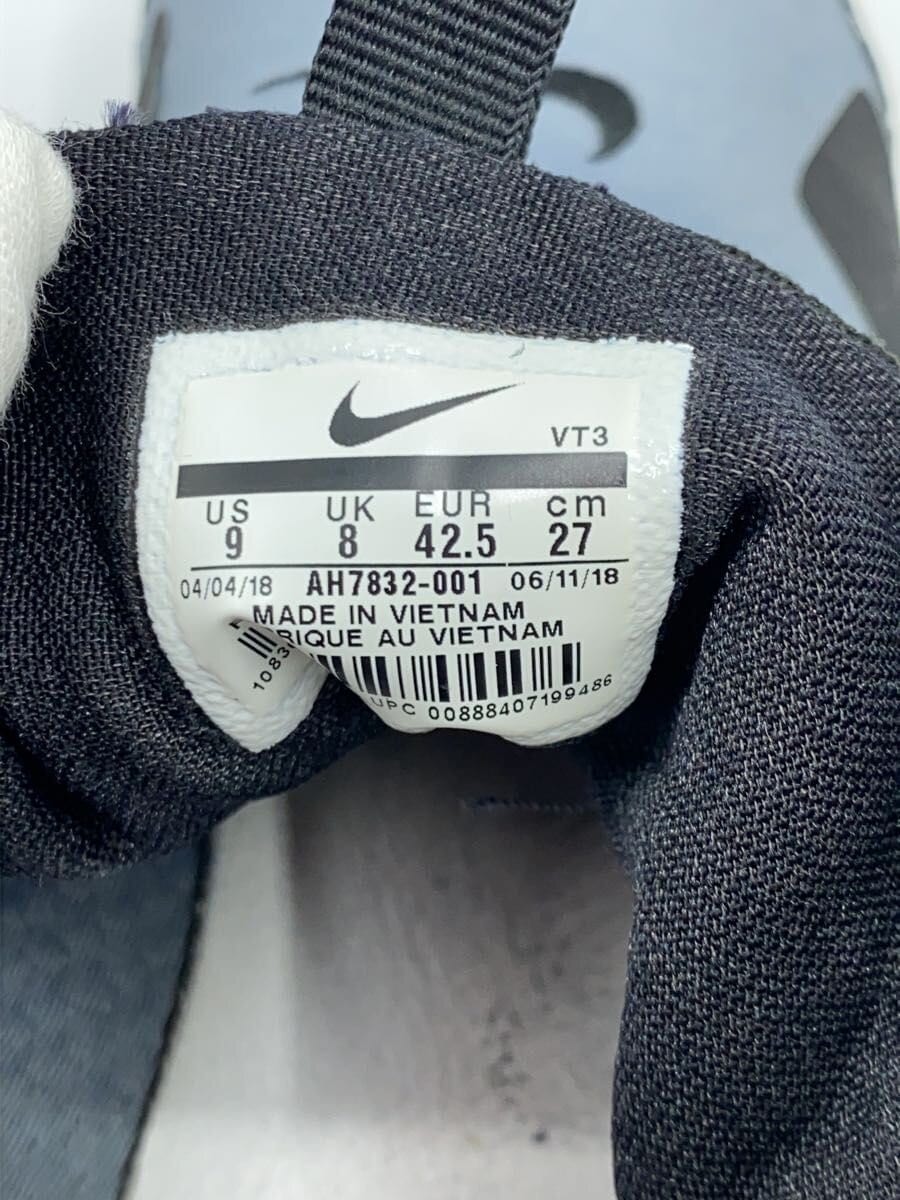 VT3
US UK EUR cm
9 8 42.5 27
04/04/18 AH7832-001 06/11/18
MADE IN VIETNAM
RIQUE AU VIETNAM
UPC 00888407199486